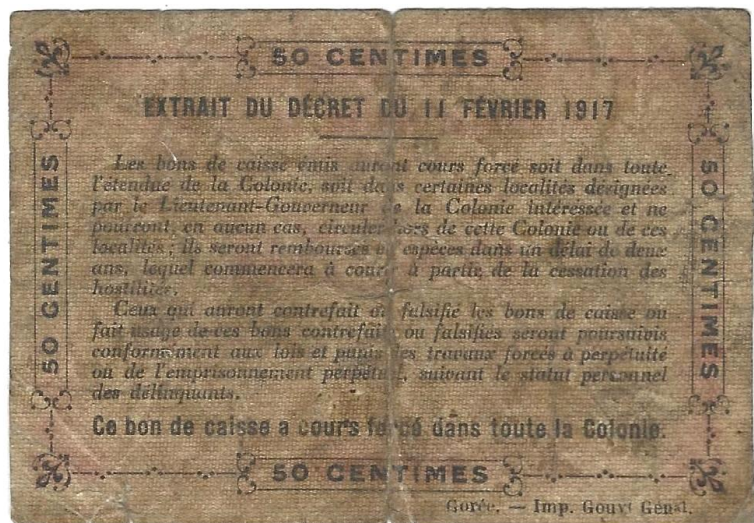 50 CENTIMES
EXTRAIT DU DÉCRET DU 11 FÉVRIER 1917
Les bons de caisse émis auront cours forcé soit dans toute
l'étendue de la Colonie, soit dans certaines localités désignées
par le Lieutenant-Gouverneur de la Colonie intéressée et ne
pourront, en aucun cas, circuler hors de cette Colonie ou de ces
localités ; ils seront remboursés en espèces dans un délai de deux
ans, lequel commencera à courir à partir de la cessation des
hostilités.
Ceux qui auront contrefait ou falsifié les bons de caisse ou
fait usage de ces bons contrefaits ou falsifiés seront poursuivis
conformément aux lois et punis des travaux forcés à perpétuité
ou de l'emprisonnement perpétuel, suivant le statut personnel
des délinquants.
Ce bon de caisse a cours forcé dans toute la Colonie.
50 CENTIMES
50 CENTIMES
50 CENTIMES
Gorée. — Imp. Gouvt Génal.